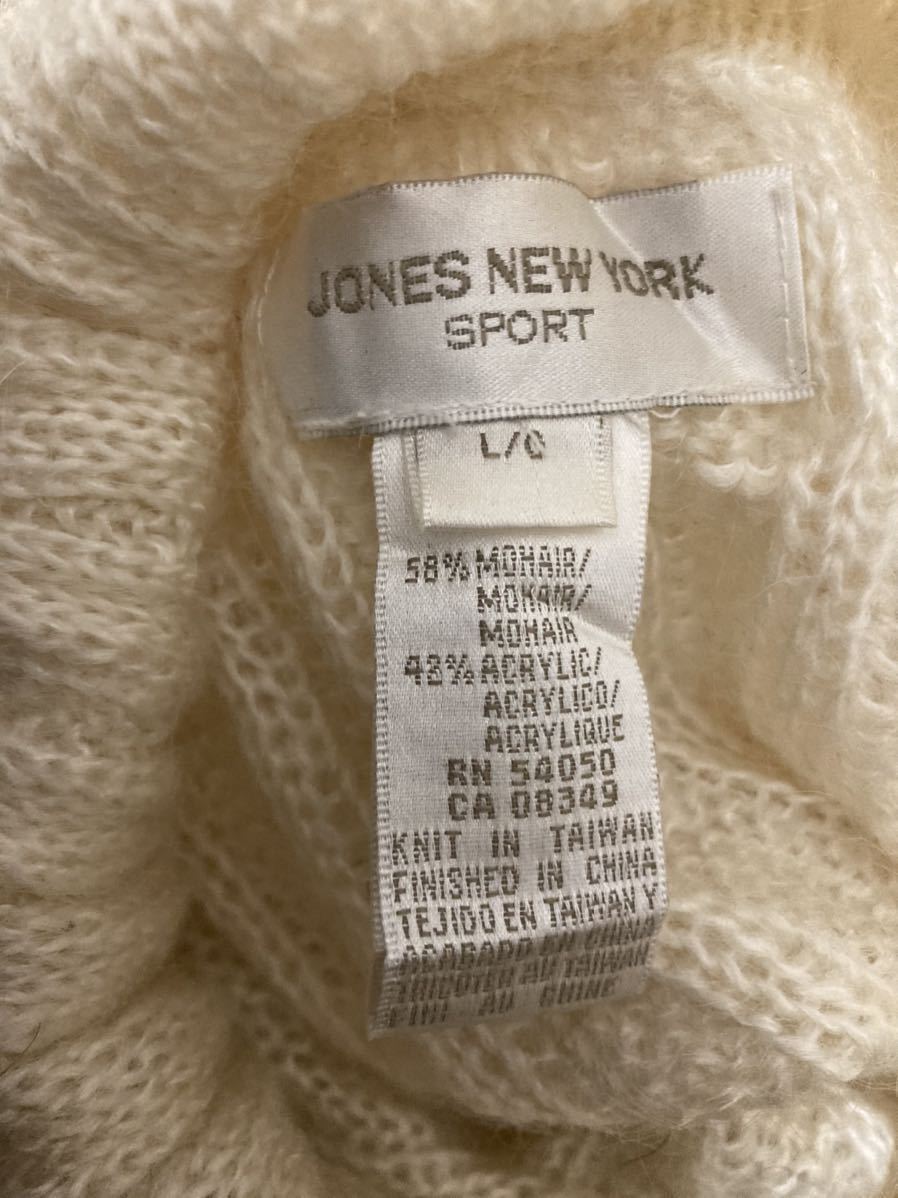 JONES NEW YORK
SPORT
L/G
58% MOHAIR/
MOHAIR/
MOHAIR
42% ACRYLIC/
ACRYLICO/
ACRYLIQUE
RN 54050
CA 08349
KNIT IN TAIWAN
FINISHED IN CHINA
TEJIDO EN TAIWAN Y
ACABADO EN CHINA
TRICOTER AU TAIWAN
FINI AU CHINE